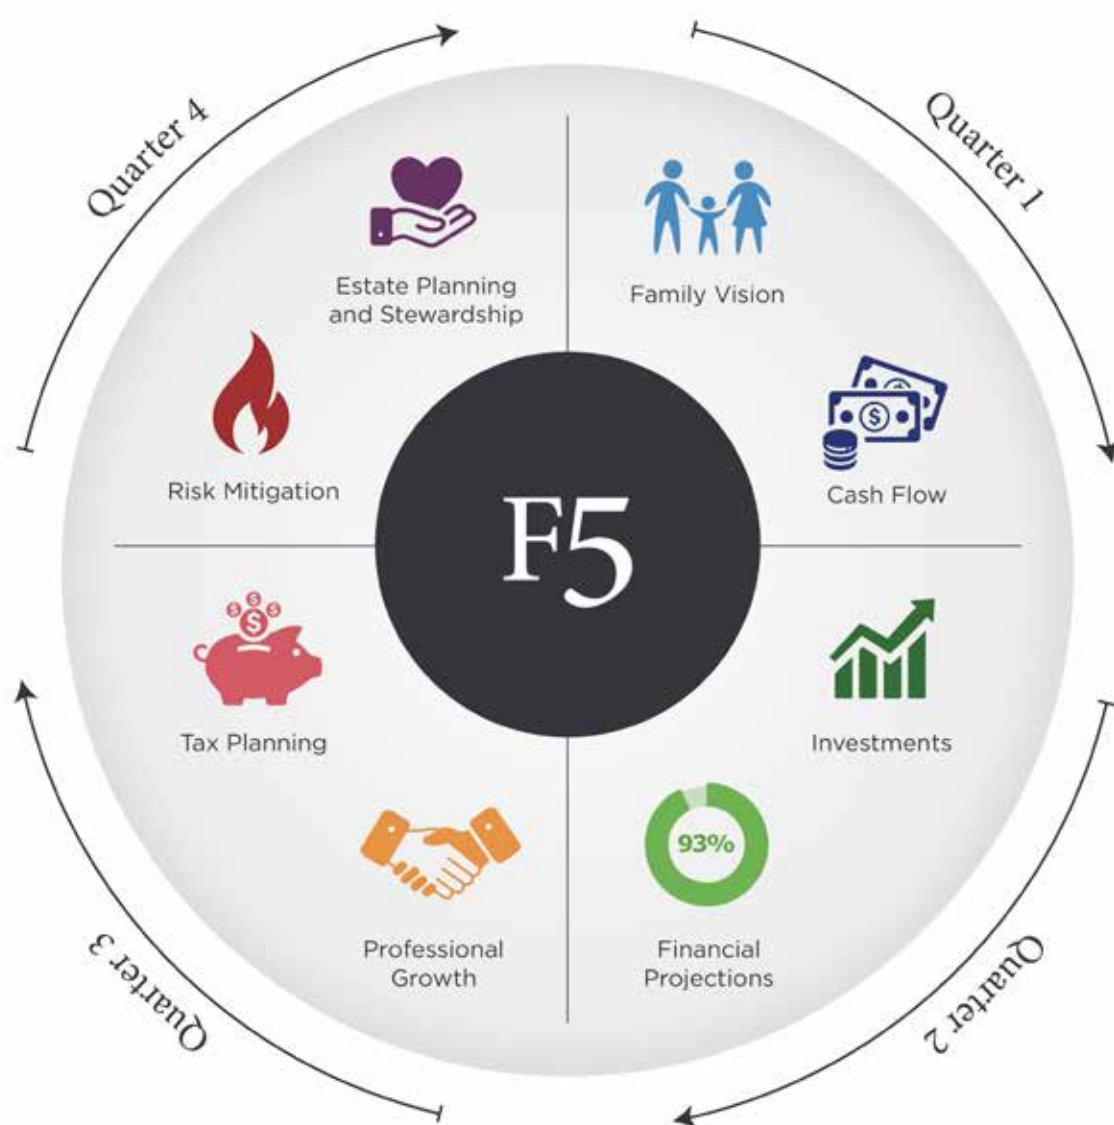 Quarter 4
Quarter 1
Estate Planning
and Stewardship
Family Vision
Risk Mitigation
$
Cash Flow
F5
$ $ $
$
Tax Planning
Investments
93%
Professional
Growth
Financial
Projections
Quarter 3
Quarter 2